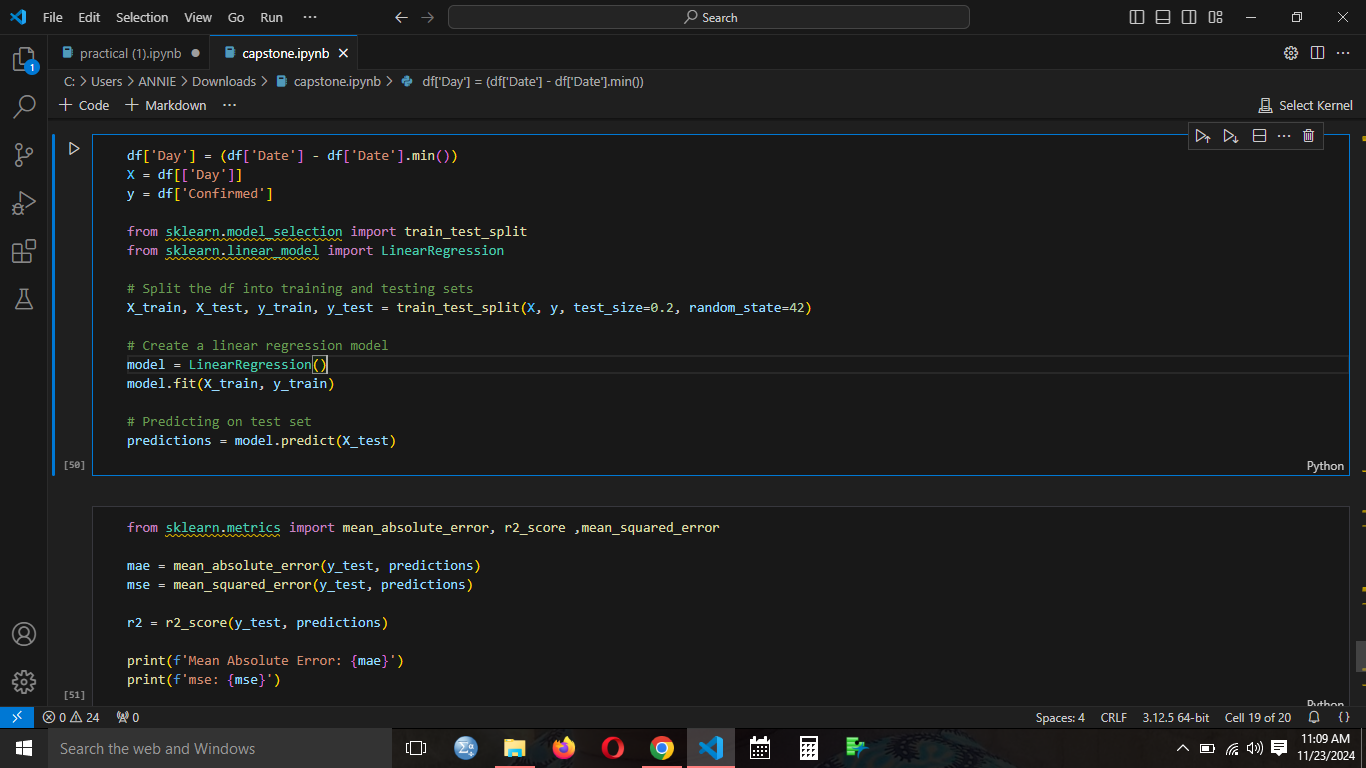 File Edit Selection View Go Run ··· Search
practical (1).ipynb capstone.ipynb
C: > Users > ANNIE > Downloads > capstone.ipynb > df['Day'] = (df['Date'] - df['Date'].min())
+ Code + Markdown ··· Select Kernel
df['Day'] = (df['Date'] - df['Date'].min())
X = df[['Day']]
y = df['Confirmed']
from sklearn.model_selection import train_test_split
from sklearn.linear_model import LinearRegression
# Split the df into training and testing sets
X_train, X_test, y_train, y_test = train_test_split(X, y, test_size=0.2, random_state=42)
# Create a linear regression model
model = LinearRegression()
model.fit(X_train, y_train)
# Predicting on test set
predictions = model.predict(X_test)
[50] Python
from sklearn.metrics import mean_absolute_error, r2_score ,mean_squared_error
mae = mean_absolute_error(y_test, predictions)
mse = mean_squared_error(y_test, predictions)
r2 = r2_score(y_test, predictions)
print(f'Mean Absolute Error: {mae}')
print(f'mse: {mse}')
[51] Python
1
0 24 0 Spaces: 4 CRLF 3.12.5 64-bit Cell 19 of 20 {}
Search the web and Windows 11:09 AM
11/23/2024